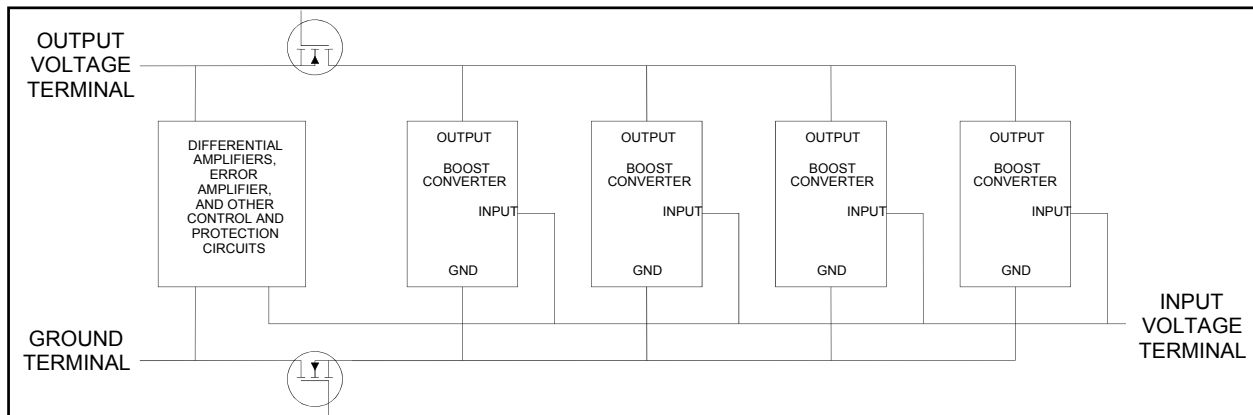 OUTPUT
VOLTAGE
TERMINAL
DIFFERENTIAL
AMPLIFIERS,
ERROR
AMPLIFIER,
AND OTHER
CONTROL AND
PROTECTION
CIRCUITS
OUTPUT
BOOST
CONVERTER
INPUT
GND
OUTPUT
BOOST
CONVERTER
INPUT
GND
OUTPUT
BOOST
CONVERTER
INPUT
GND
OUTPUT
BOOST
CONVERTER
INPUT
GND
GROUND
TERMINAL
INPUT
VOLTAGE
TERMINAL